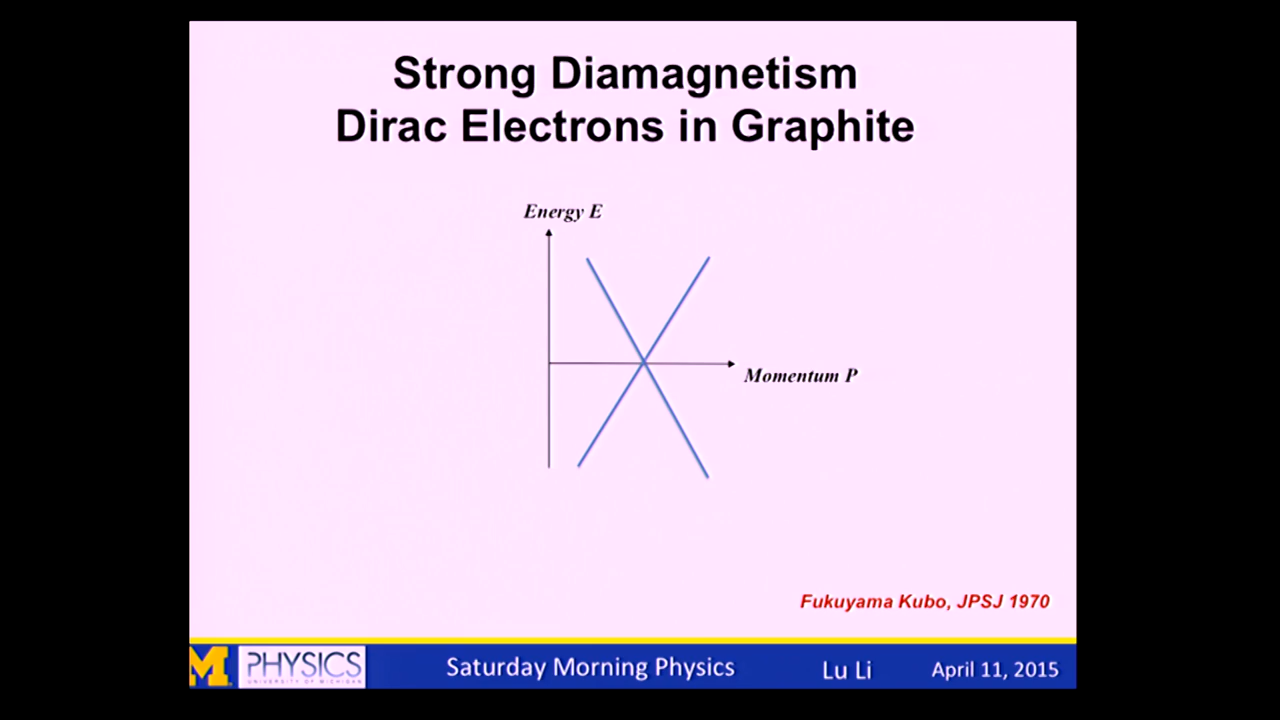 Strong Diamagnetism
Dirac Electrons in Graphite
Energy E
Momentum P
Fukuyama Kubo, JPSJ 1970
M PHYSICS
UNIVERSITY OF MICHIGAN
Saturday Morning Physics
Lu Li
April 11, 2015